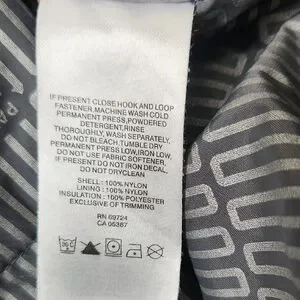 IF PRESENT CLOSE HOOK AND LOOP
FASTENER, MACHINE WASH COLD
PERMANENT PRESS, POWDERED
DETERGENT, RINSE
THOROUGHLY, WASH SEPARATELY,
DO NOT BLEACH, TUMBLE DRY
PERMANENT PRESS LOW, IRON LOW,
DO NOT USE FABRIC SOFTENER,
IF PRESENT DO NOT IRON DECAL,
DO NOT DRYCLEAN
SHELL : 100% NYLON
LINING : 100% NYLON
INSULATION : 100% POLYESTER
EXCLUSIVE OF TRIMMING
RN 69724
CA 05367